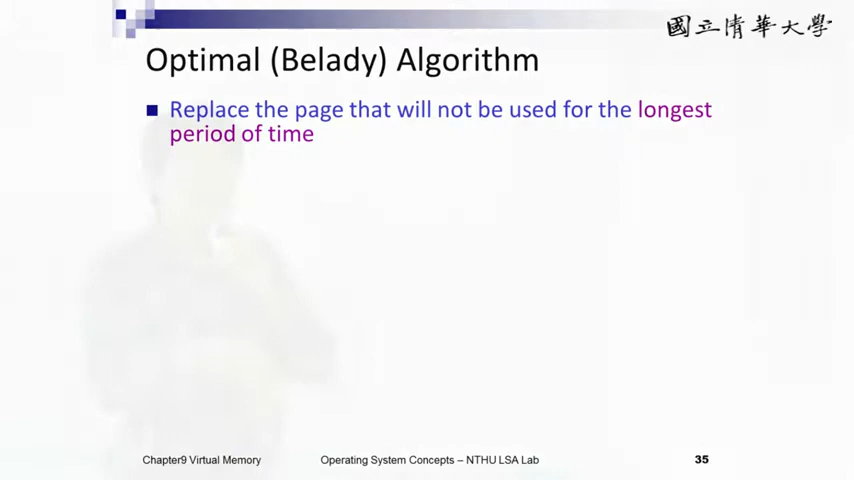 國立清華大學
Optimal (Belady) Algorithm
Replace the page that will not be used for the longest
period of time
Chapter9 Virtual Memory Operating System Concepts – NTHU LSA Lab 35